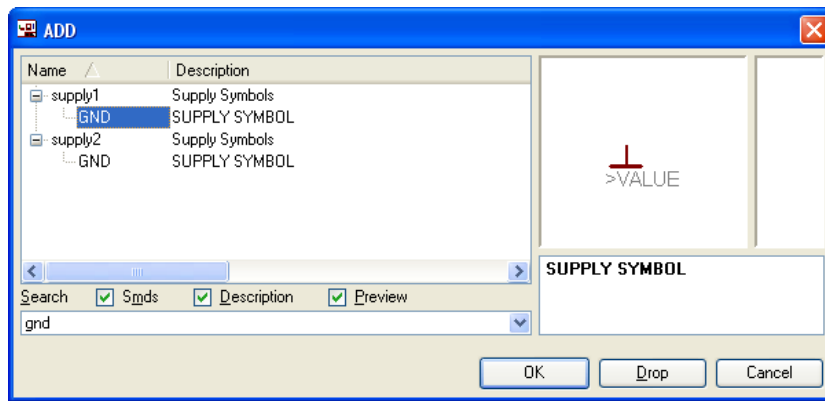 ADD
Name Description
supply1 Supply Symbols
GND SUPPLY SYMBOL
supply2 Supply Symbols
GND SUPPLY SYMBOL
>VALUE
SUPPLY SYMBOL
Search Smds Description Preview
gnd
OK Drop Cancel